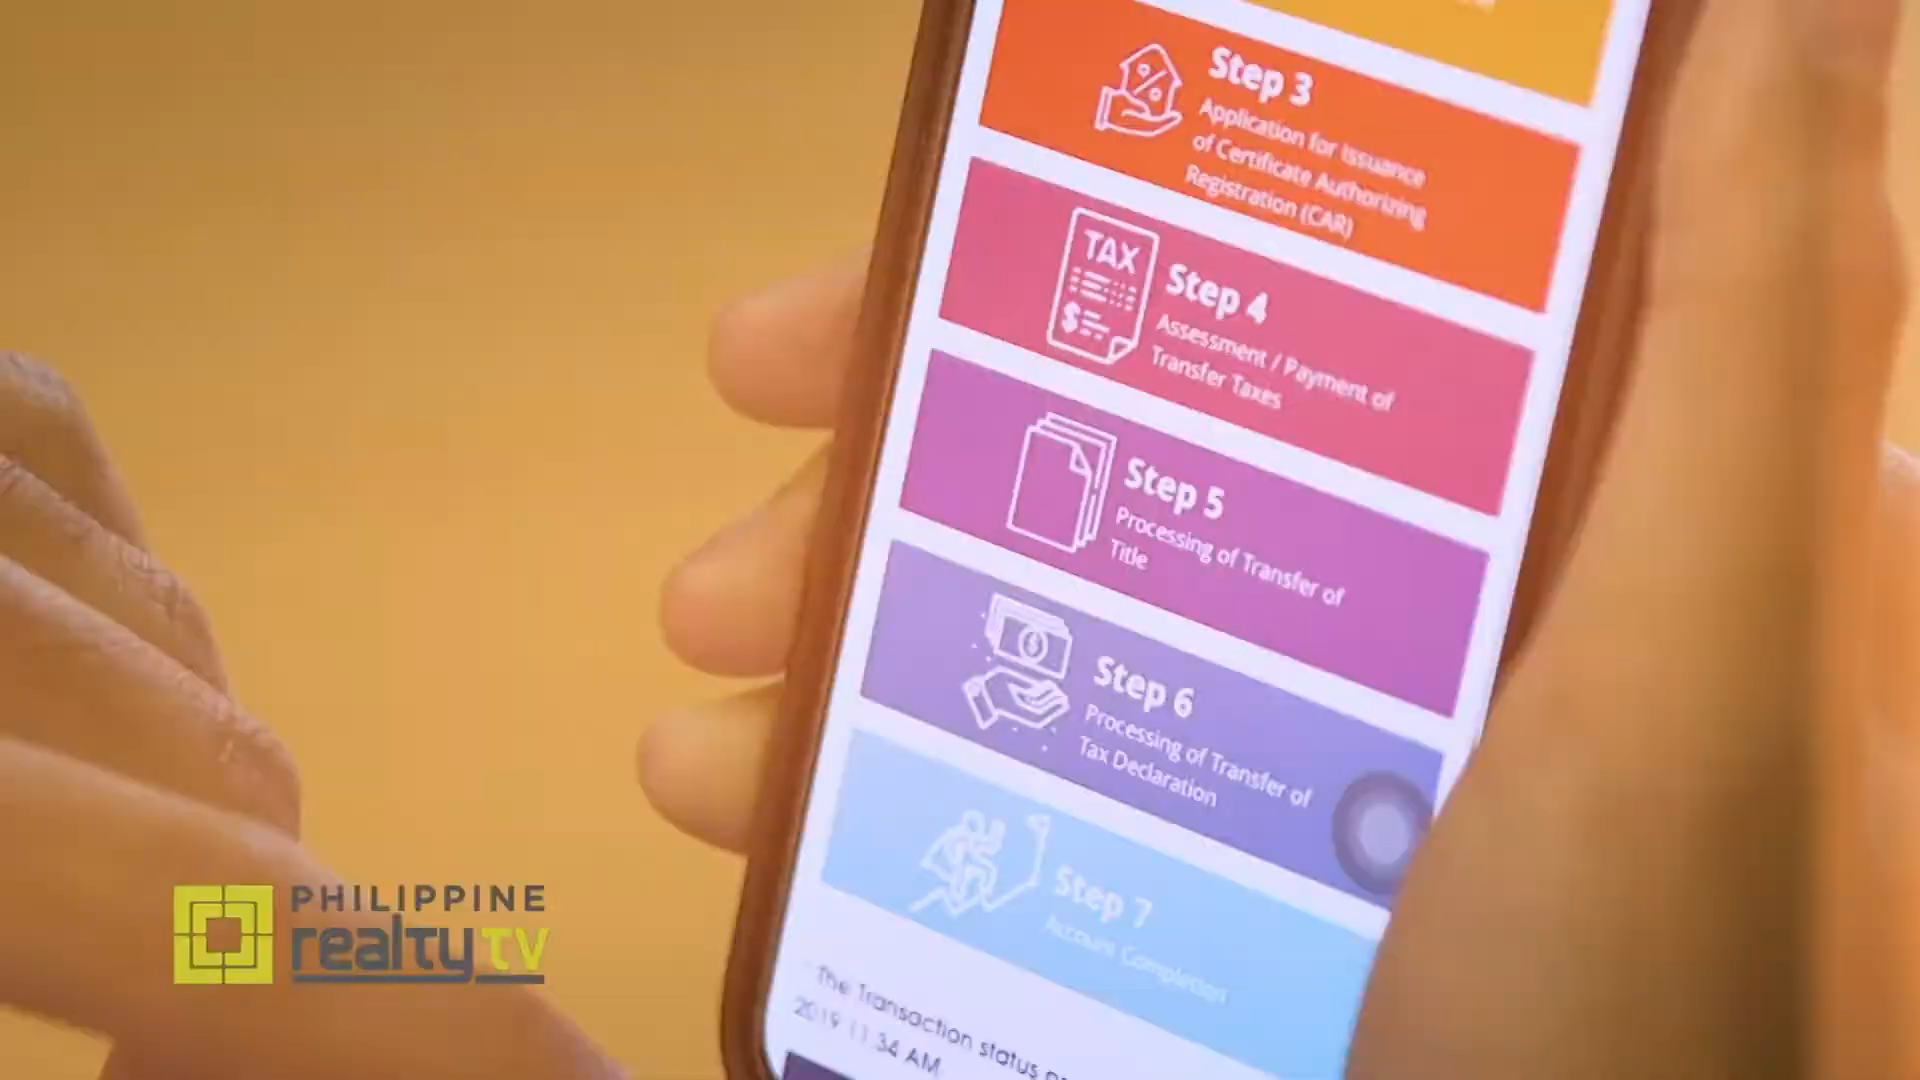 Step 3
Application for Issuance
of Certificate Authorizing
Registration (CAR)
TAX
$
Step 4
Assessment / Payment of
Transfer Taxes
Step 5
Processing of Transfer of
Title
$
Step 6
Processing of Transfer of
Tax Declaration
Step 7
Account Completion
The Transaction status
2019 11:34 AM
PHILIPPINE
realty tv